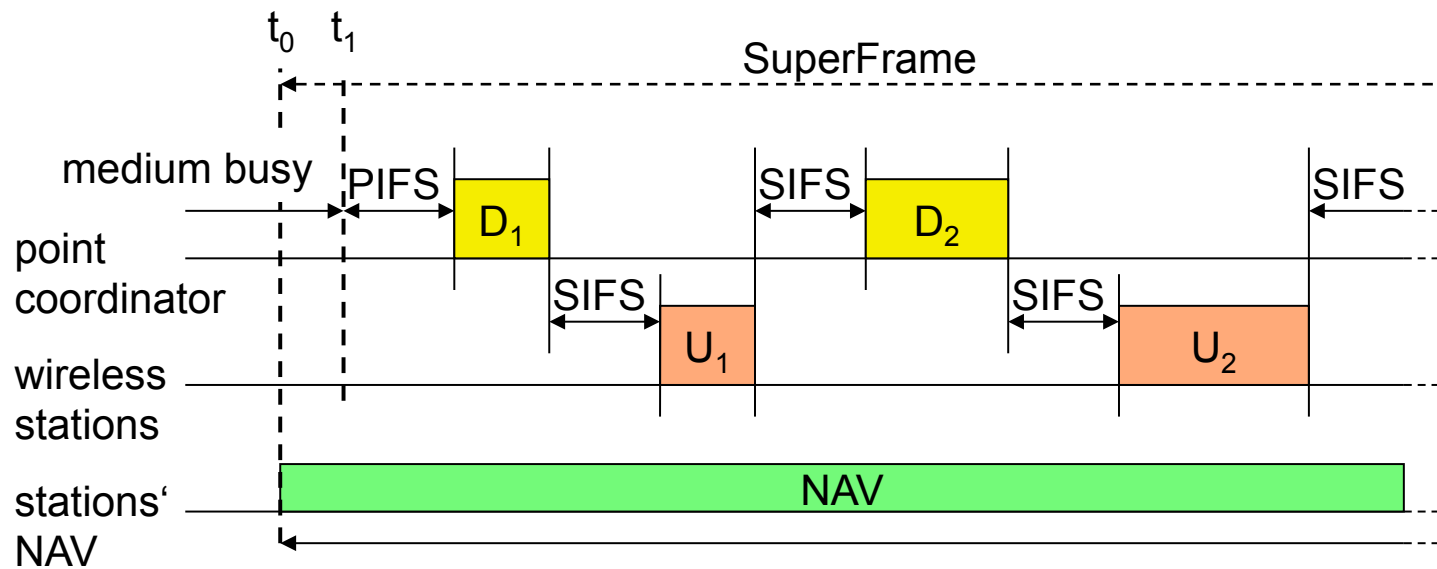 t₀ t₁
SuperFrame
medium busy
PIFS
D₁
SIFS
D₂
SIFS
point
coordinator
SIFS
U₁
SIFS
U₂
wireless
stations
NAV
stations‘
NAV